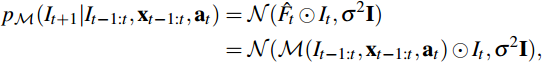 p_ℳ(I_{t+1}|I_{t−1:t}, 𝐱_{t−1:t}, 𝐚_t) = 𝒩(F̂_t ⊙ I_t, σ²𝐈)
= 𝒩(ℳ(I_{t−1:t}, 𝐱_{t−1:t}, 𝐚_t) ⊙ I_t, σ²𝐈),